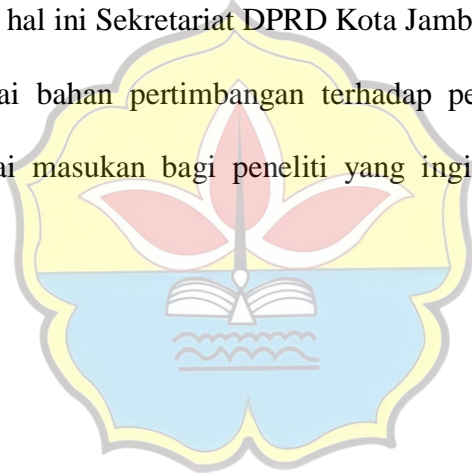 hal ini Sekretariat DPRD Kota Jamb
ai bahan pertimbangan terhadap pe
ai masukan bagi peneliti yang ingi